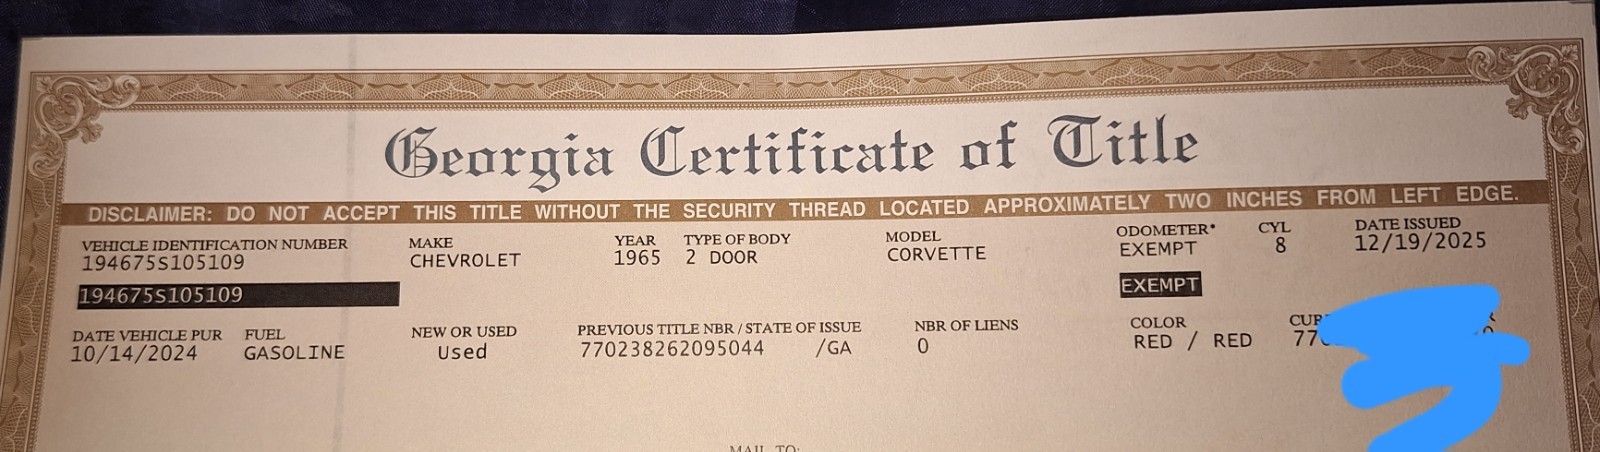 Georgia Certificate of Title
DISCLAIMER: DO NOT ACCEPT THIS TITLE WITHOUT THE SECURITY THREAD LOCATED APPROXIMATELY TWO INCHES FROM LEFT EDGE.
VEHICLE IDENTIFICATION NUMBER MAKE YEAR TYPE OF BODY MODEL ODOMETER* CYL DATE ISSUED
194675S105109 CHEVROLET 1965 2 DOOR CORVETTE EXEMPT 8 12/19/2025
194675S105109 EXEMPT
DATE VEHICLE PUR FUEL NEW OR USED PREVIOUS TITLE NBR / STATE OF ISSUE NBR OF LIENS COLOR
10/14/2024 GASOLINE Used 770238262095044 /GA 0 RED / RED
MAIL TO: